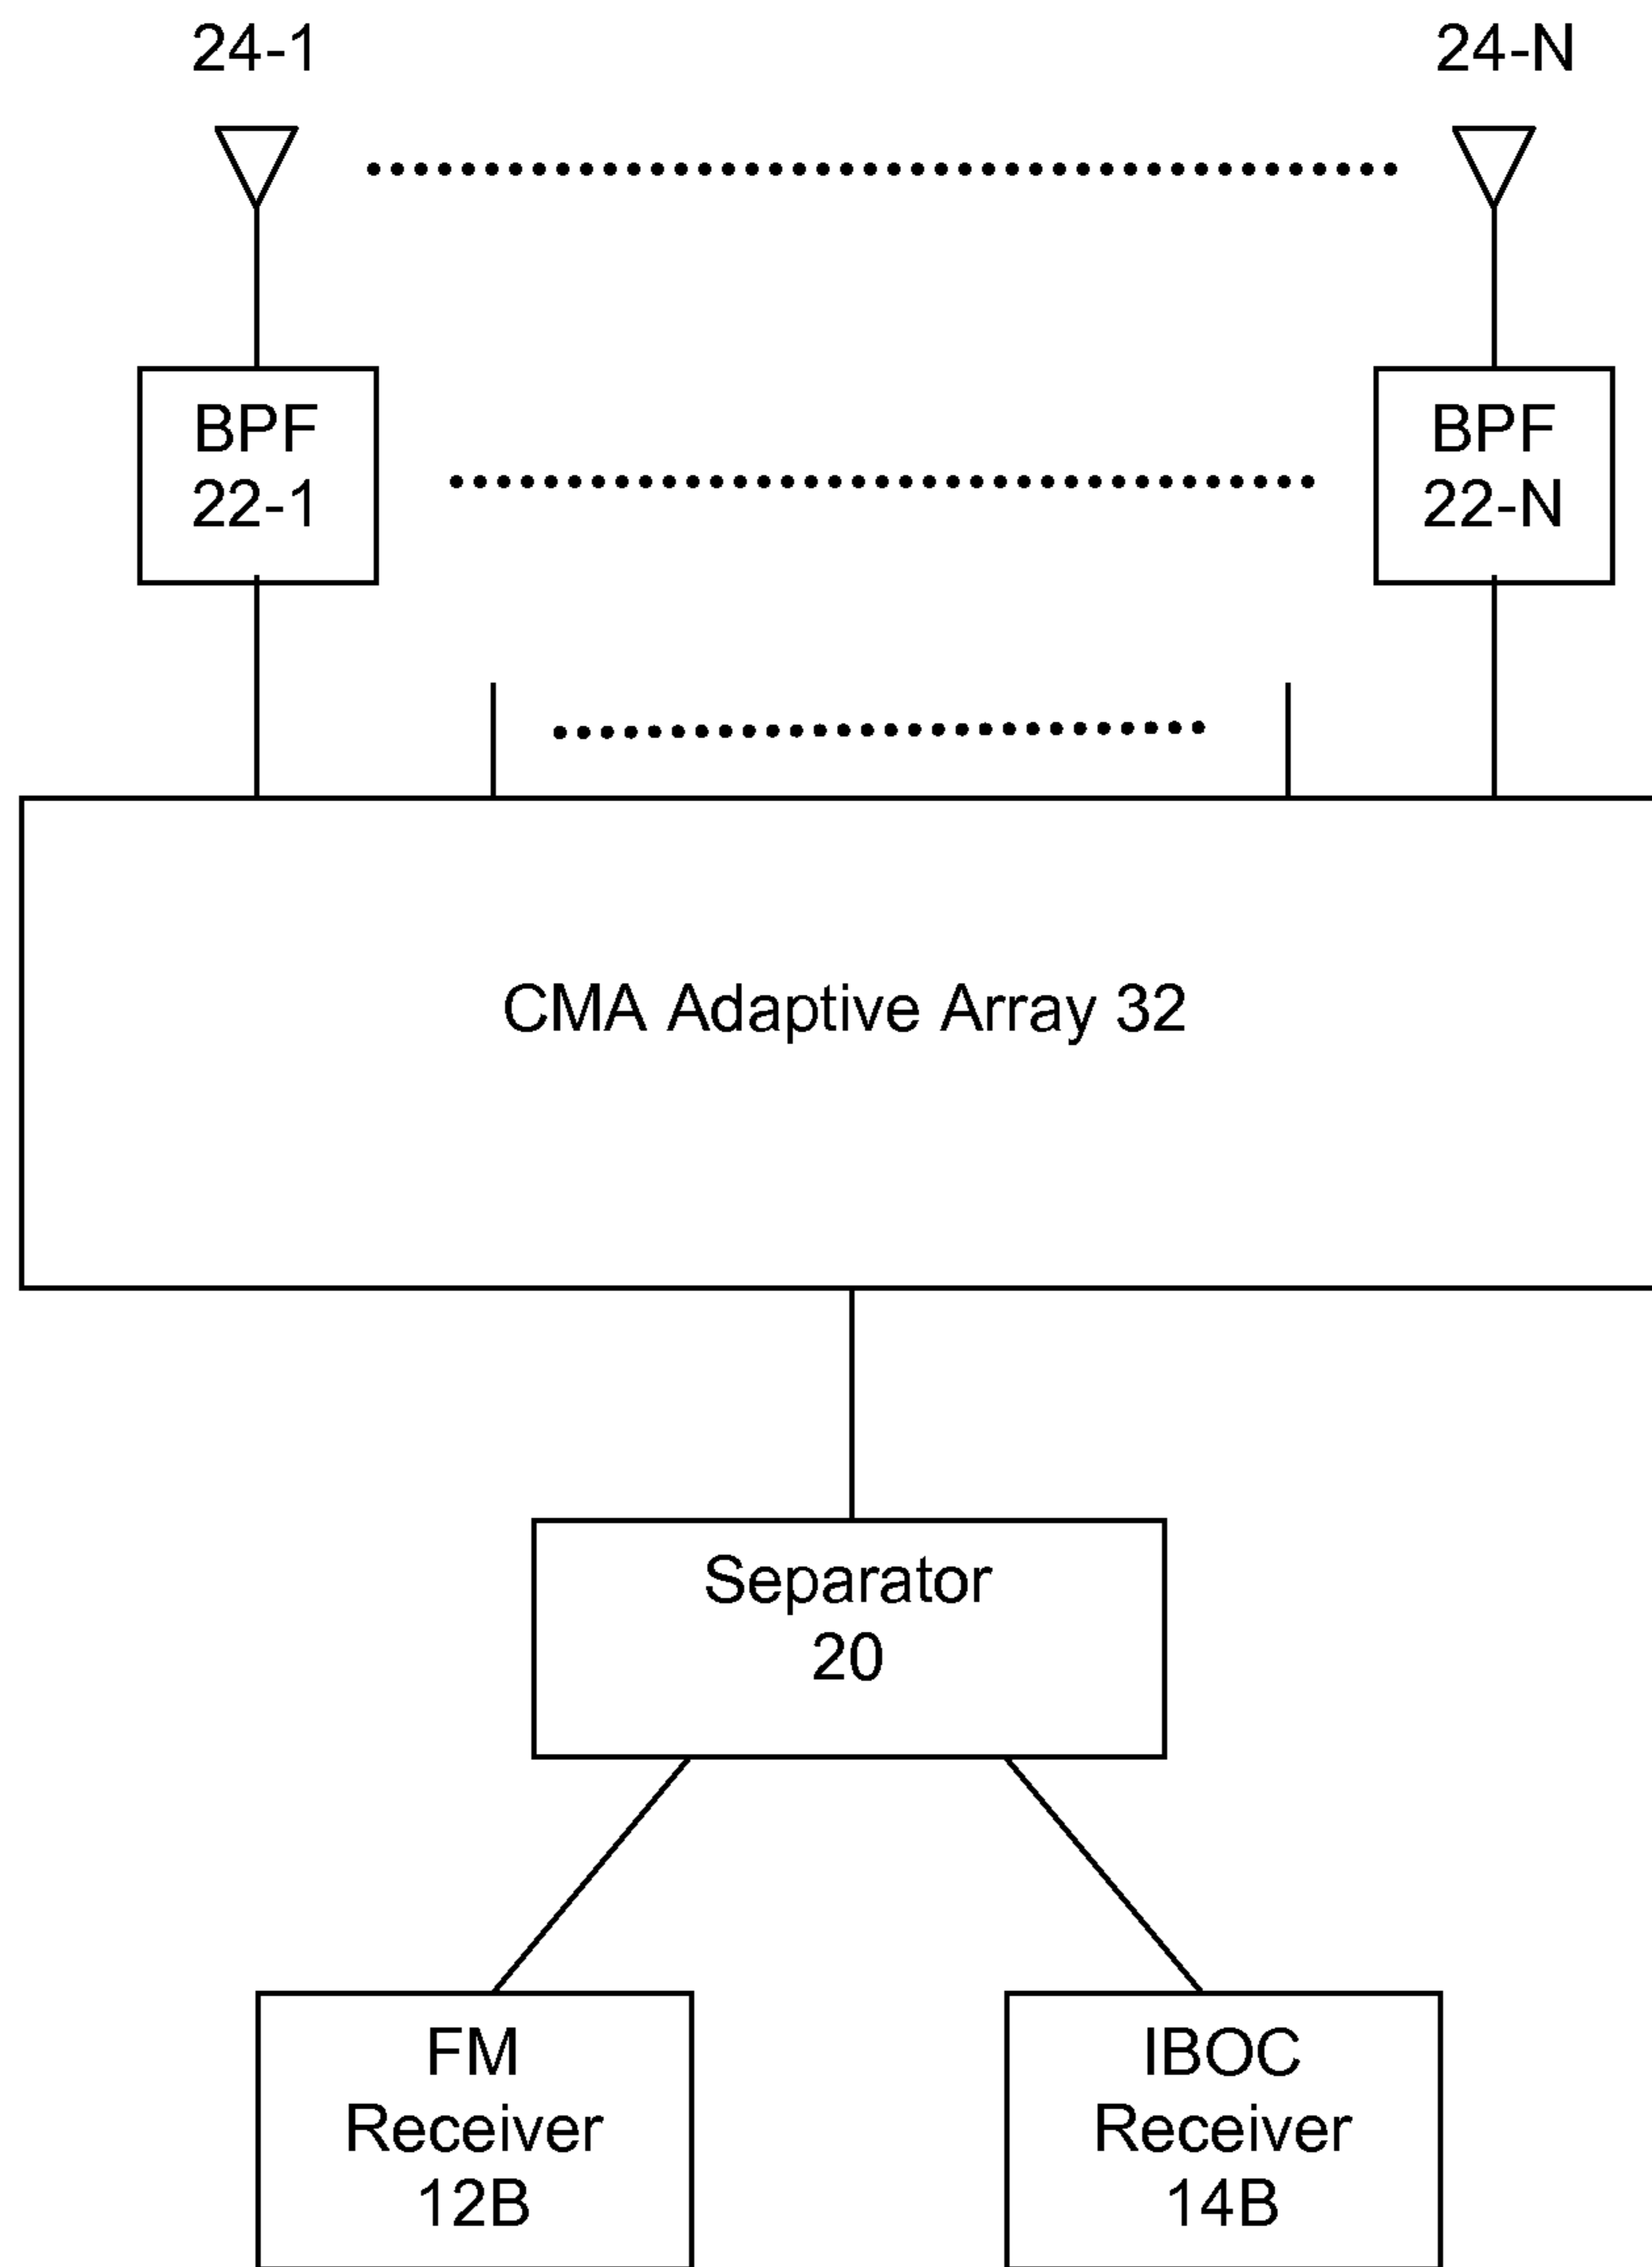 24-1
24-N
BPF
22-1
BPF
22-N
CMA Adaptive Array 32
Separator
20
FM
Receiver
12B
IBOC
Receiver
14B